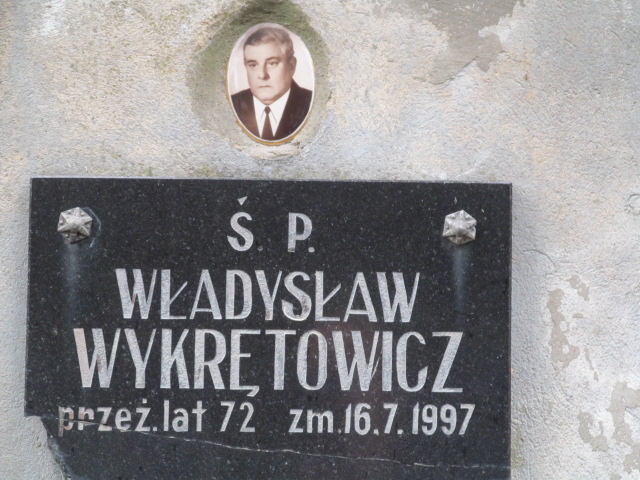 Ś. P.
WŁADYSŁAW
WYKRĘTOWICZ
przeż. lat 72 zm. 16.7.1997